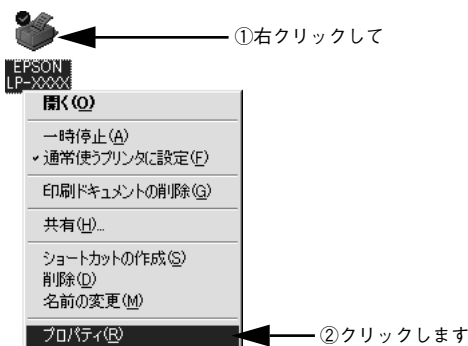 ①右クリックして
EPSON
LP-XXXX
開く(O)
一時停止(A)
✓通常使うプリンタに設定(F)
印刷ドキュメントの削除(G)
共有(H)...
ショートカットの作成(S)
削除(D)
名前の変更(M)
プロパティ(R)
②クリックします